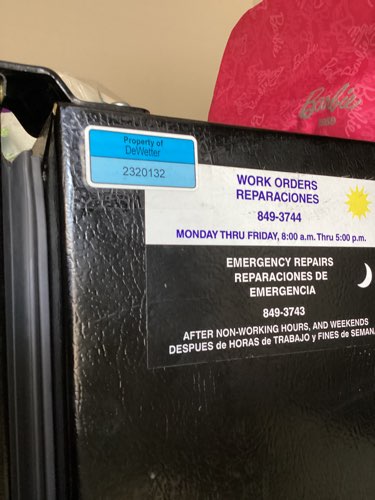 Barbie
1959
Property of
DeWetter
2320132
WORK ORDERS
REPARACIONES
849-3744
MONDAY THRU FRIDAY, 8:00 a.m. Thru 5:00 p.m.
EMERGENCY REPAIRS
REPARACIONES DE
EMERGENCIA
849-3743
AFTER NON-WORKING HOURS, AND WEEKENDS
DESPUES de HORAS de TRABAJO y FINES de SEMAN